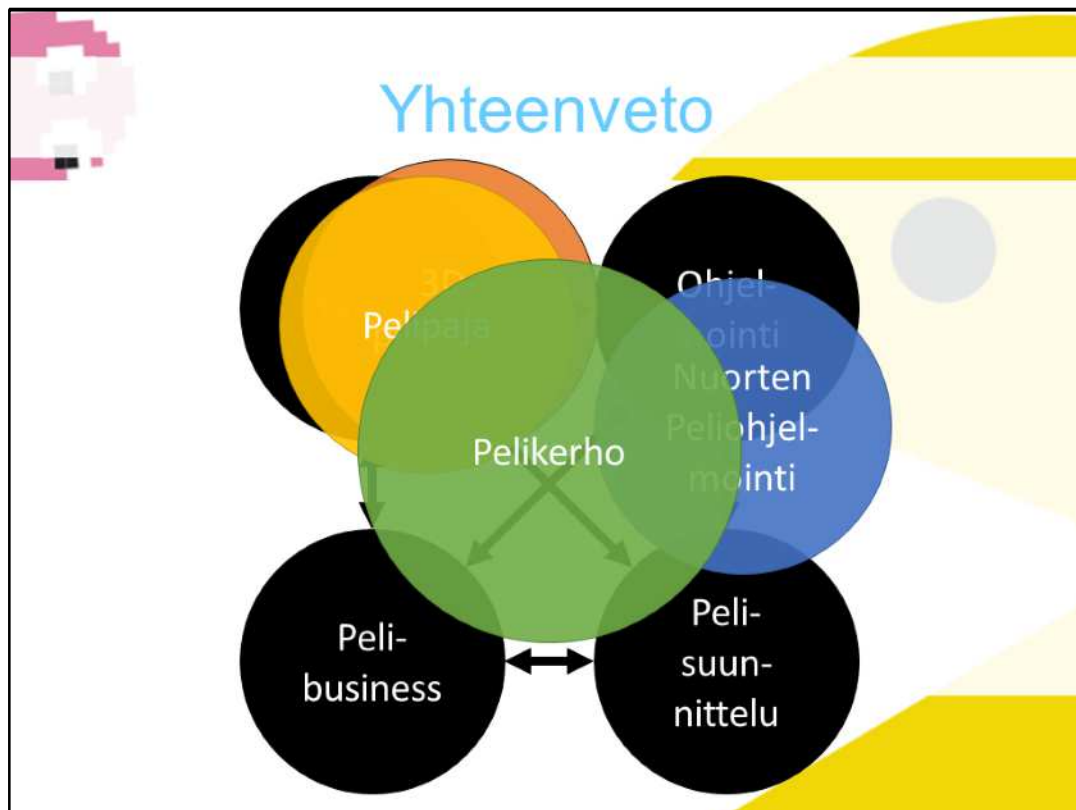 Yhteenveto
3D
Pelipaja
Ohjel-
mointi
Nuorten
Peliohjel-
mointi
Pelikerho
Peli-
business
Peli-
suun-
nittelu